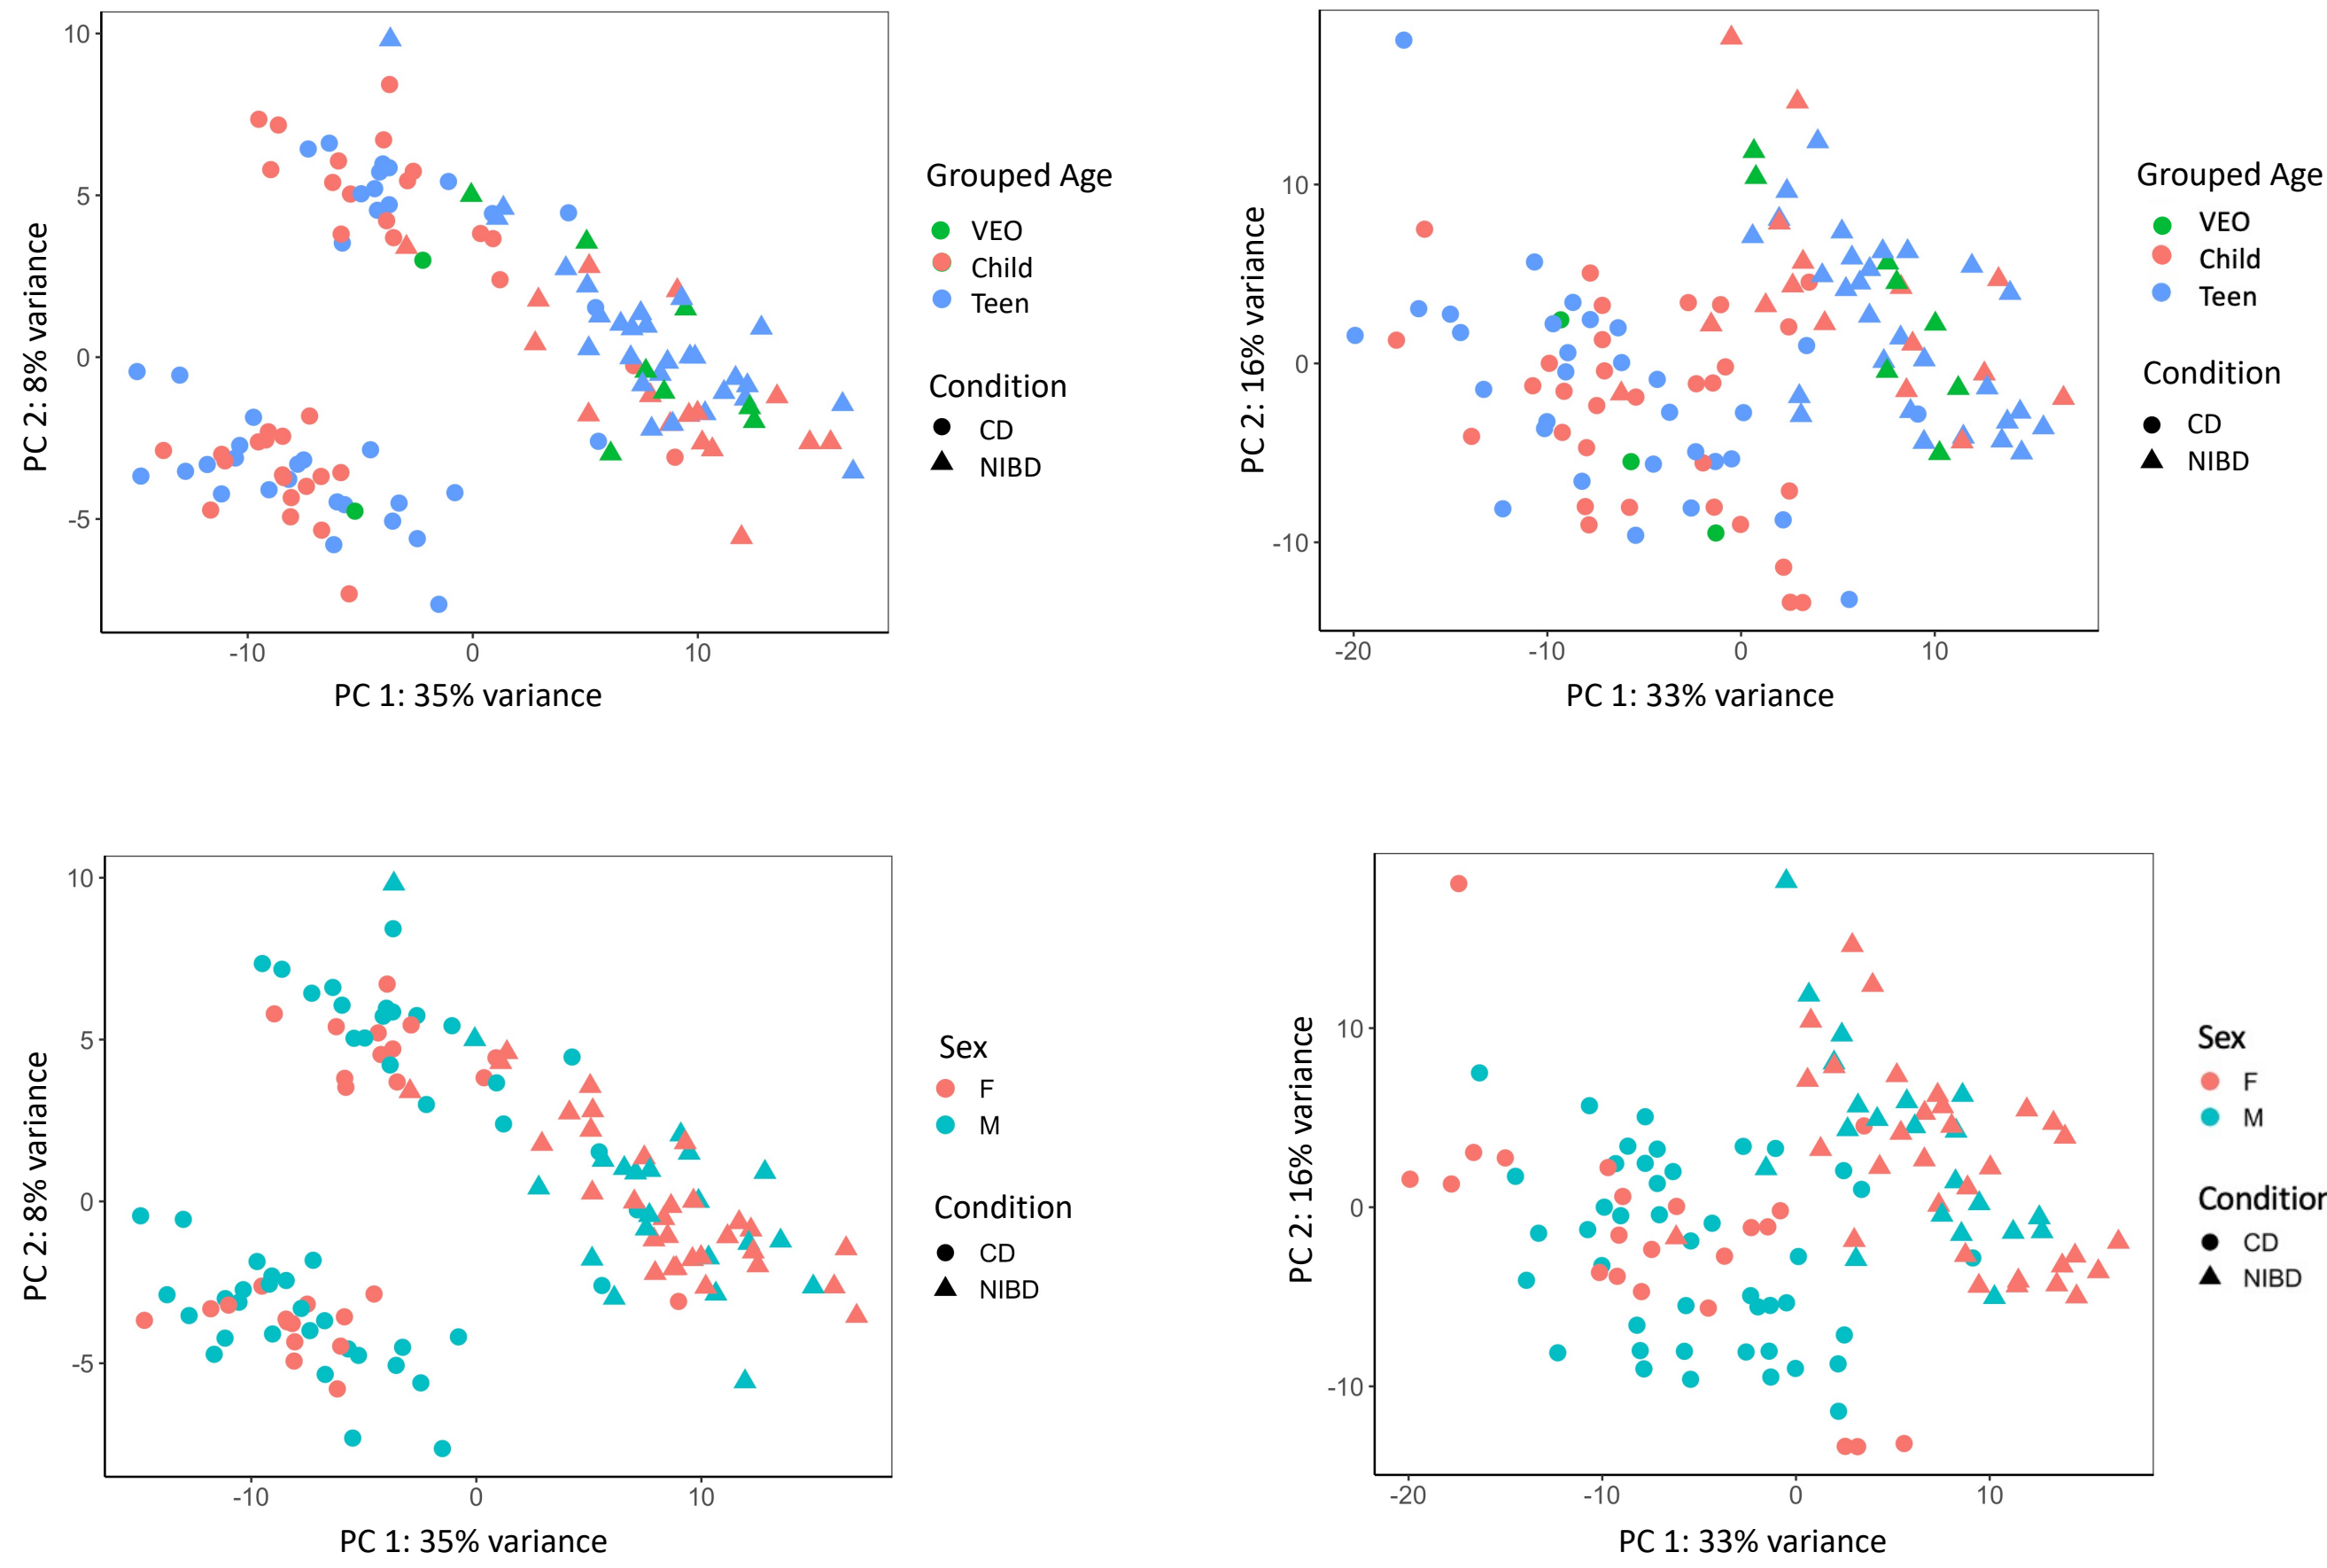 10
5
0
-5
PC 2: 8% variance
-10
0
10
PC 1: 35% variance
Grouped Age
VEO
Child
Teen
Condition
CD
NIBD
10
0
-10
PC 2: 16% variance
-20
-10
0
10
PC 1: 33% variance
Grouped Age
VEO
Child
Teen
Condition
CD
NIBD
10
5
0
-5
PC 2: 8% variance
-10
0
10
PC 1: 35% variance
Sex
F
M
Condition
CD
NIBD
10
0
-10
PC 2: 16% variance
-20
-10
0
10
PC 1: 33% variance
Sex
F
M
Condition
CD
NIBD